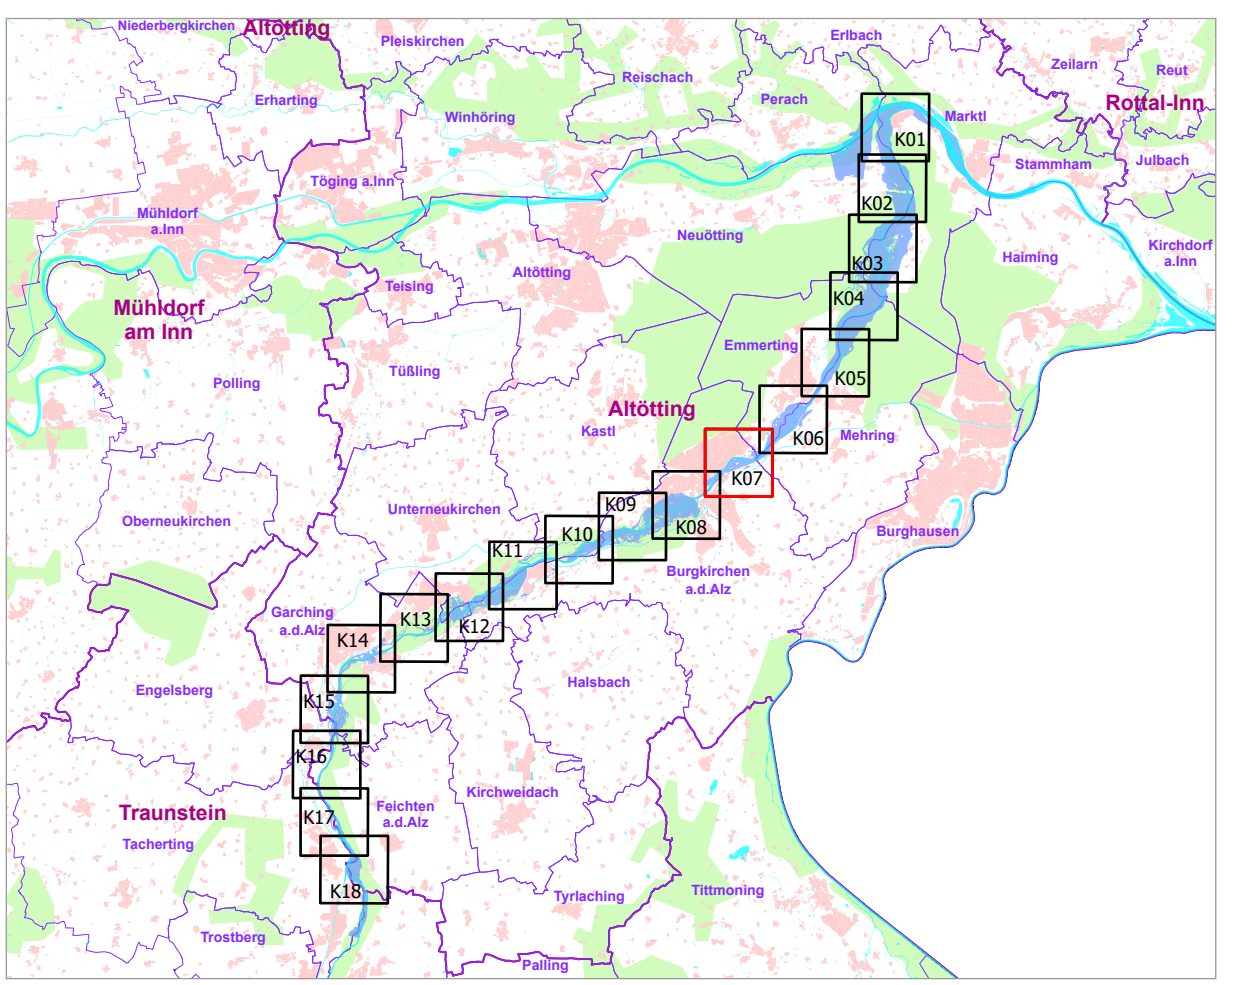 Niederbergkirchen
Altötting
Pleiskirchen
Erlbach
Zeilarn
Reut
Reischach
Erharting
Perach
Rottal-Inn
Winhöring
Marktl
K01
Stammham
Julbach
Töging a.Inn
K02
Mühldorf
a.Inn
Neuötting
Kirchdorf
a.Inn
Haiming
K03
Altötting
Teising
K04
Mühldorf
am Inn
Emmerting
Tüßling
K05
Polling
Altötting
Kastl
Mehring
K06
K07
K09
Unterneukirchen
Oberneukirchen
K08
K10
Burghausen
K11
Burgkirchen
a.d.Alz
Garching
a.d.Alz
K13
K12
K14
Halsbach
Engelsberg
K15
K16
Kirchweidach
Traunstein
Feichten
a.d.Alz
K17
Tacherting
K18
Tyrlaching
Tittmoning
Trostberg
Palling